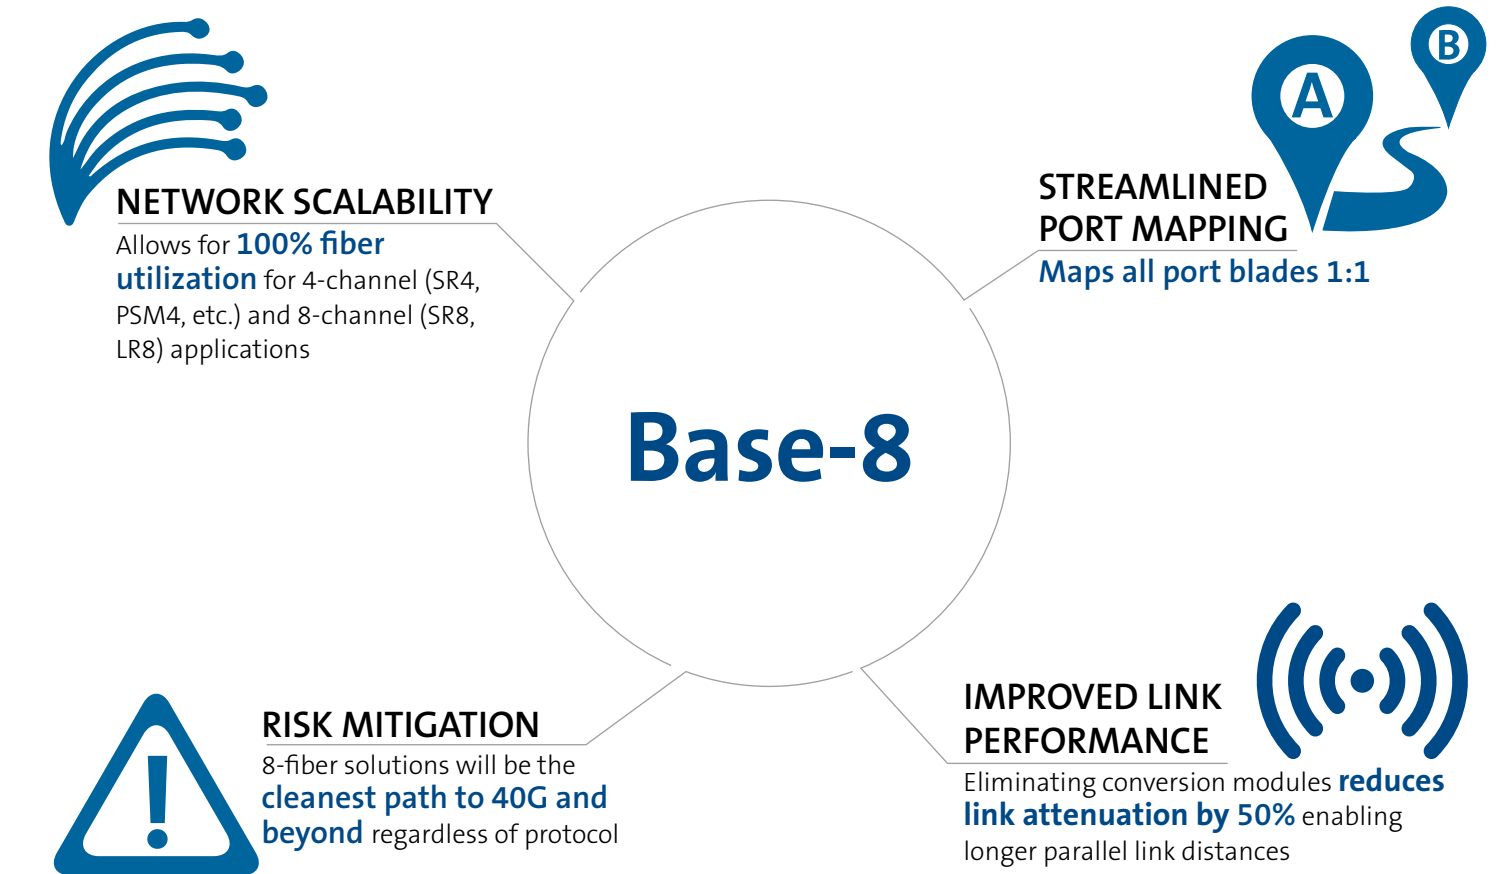 NETWORK SCALABILITY
Allows for 100% fiber
utilization for 4-channel (SR4,
PSM4, etc.) and 8-channel (SR8,
LR8) applications
A
B
STREAMLINED
PORT MAPPING
Maps all port blades 1:1
Base-8
RISK MITIGATION
8-fiber solutions will be the
cleanest path to 40G and
beyond regardless of protocol
IMPROVED LINK
PERFORMANCE
Eliminating conversion modules reduces
link attenuation by 50% enabling
longer parallel link distances